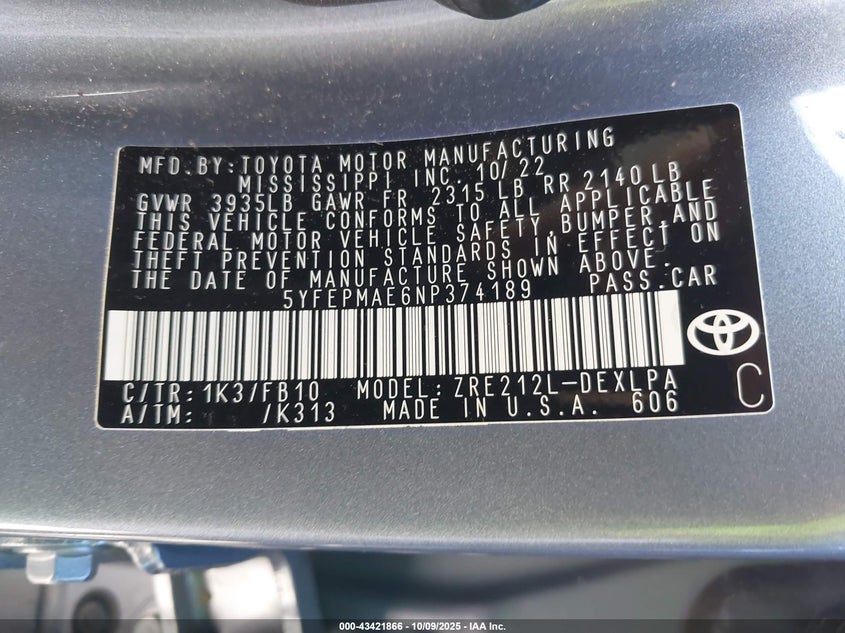 MFD.BY:TOYOTA MOTOR MANUFACTURING
MISSISSIPPI INC. 10/22
GVWR 3935LB GAWR FR 2315 LB RR 2140 LB
THIS VEHICLE CONFORMS TO ALL APPLICABLE
FEDERAL MOTOR VEHICLE SAFETY,BUMPER,AND
THEFT PREVENTION STANDARDS IN EFFECT ON
THE DATE OF MANUFACTURE SHOWN ABOVE.
5YFEPMAE6NP374189 PASS.CAR
C/TR:1K3/FB10 MODEL:ZRE212L-DEXLPA
A/TM: /K313 MADE IN U.S.A. 606
C
000-43421866 | 10/09/2025 - IAA Inc.